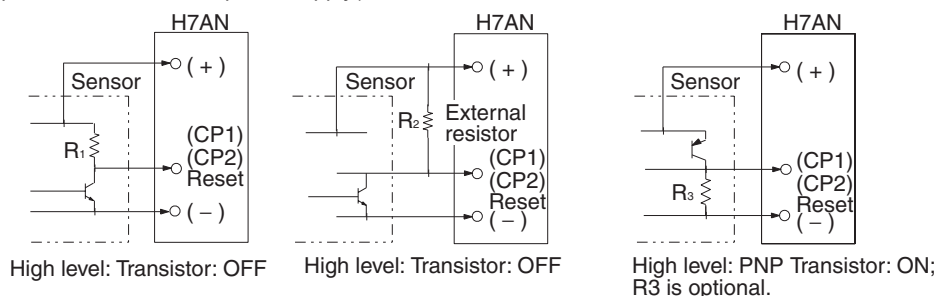 H7AN
( + )
Sensor
R1
(CP1)
(CP2)
Reset
( − )
High level: Transistor: OFF
H7AN
( + )
Sensor
R2
External
resistor
(CP1)
(CP2)
Reset
( − )
High level: Transistor: OFF
H7AN
( + )
Sensor
R3
(CP1)
(CP2)
Reset
( − )
High level: PNP Transistor: ON;
R3 is optional.